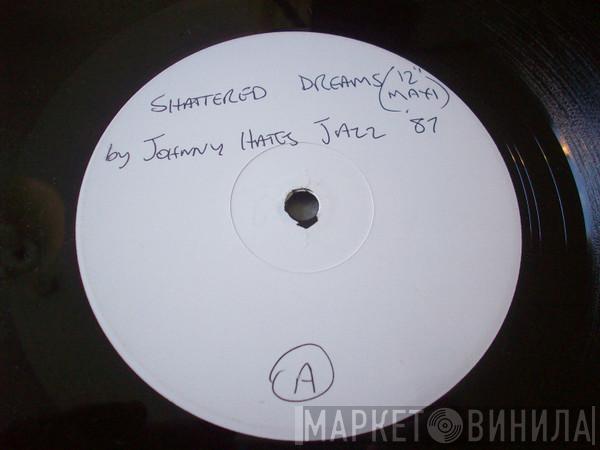 SHATTERED DREAMS (12" MAXI)
by JOHNNY HATES JAZZ '87
A
МАРКЕТ ВИНИЛА